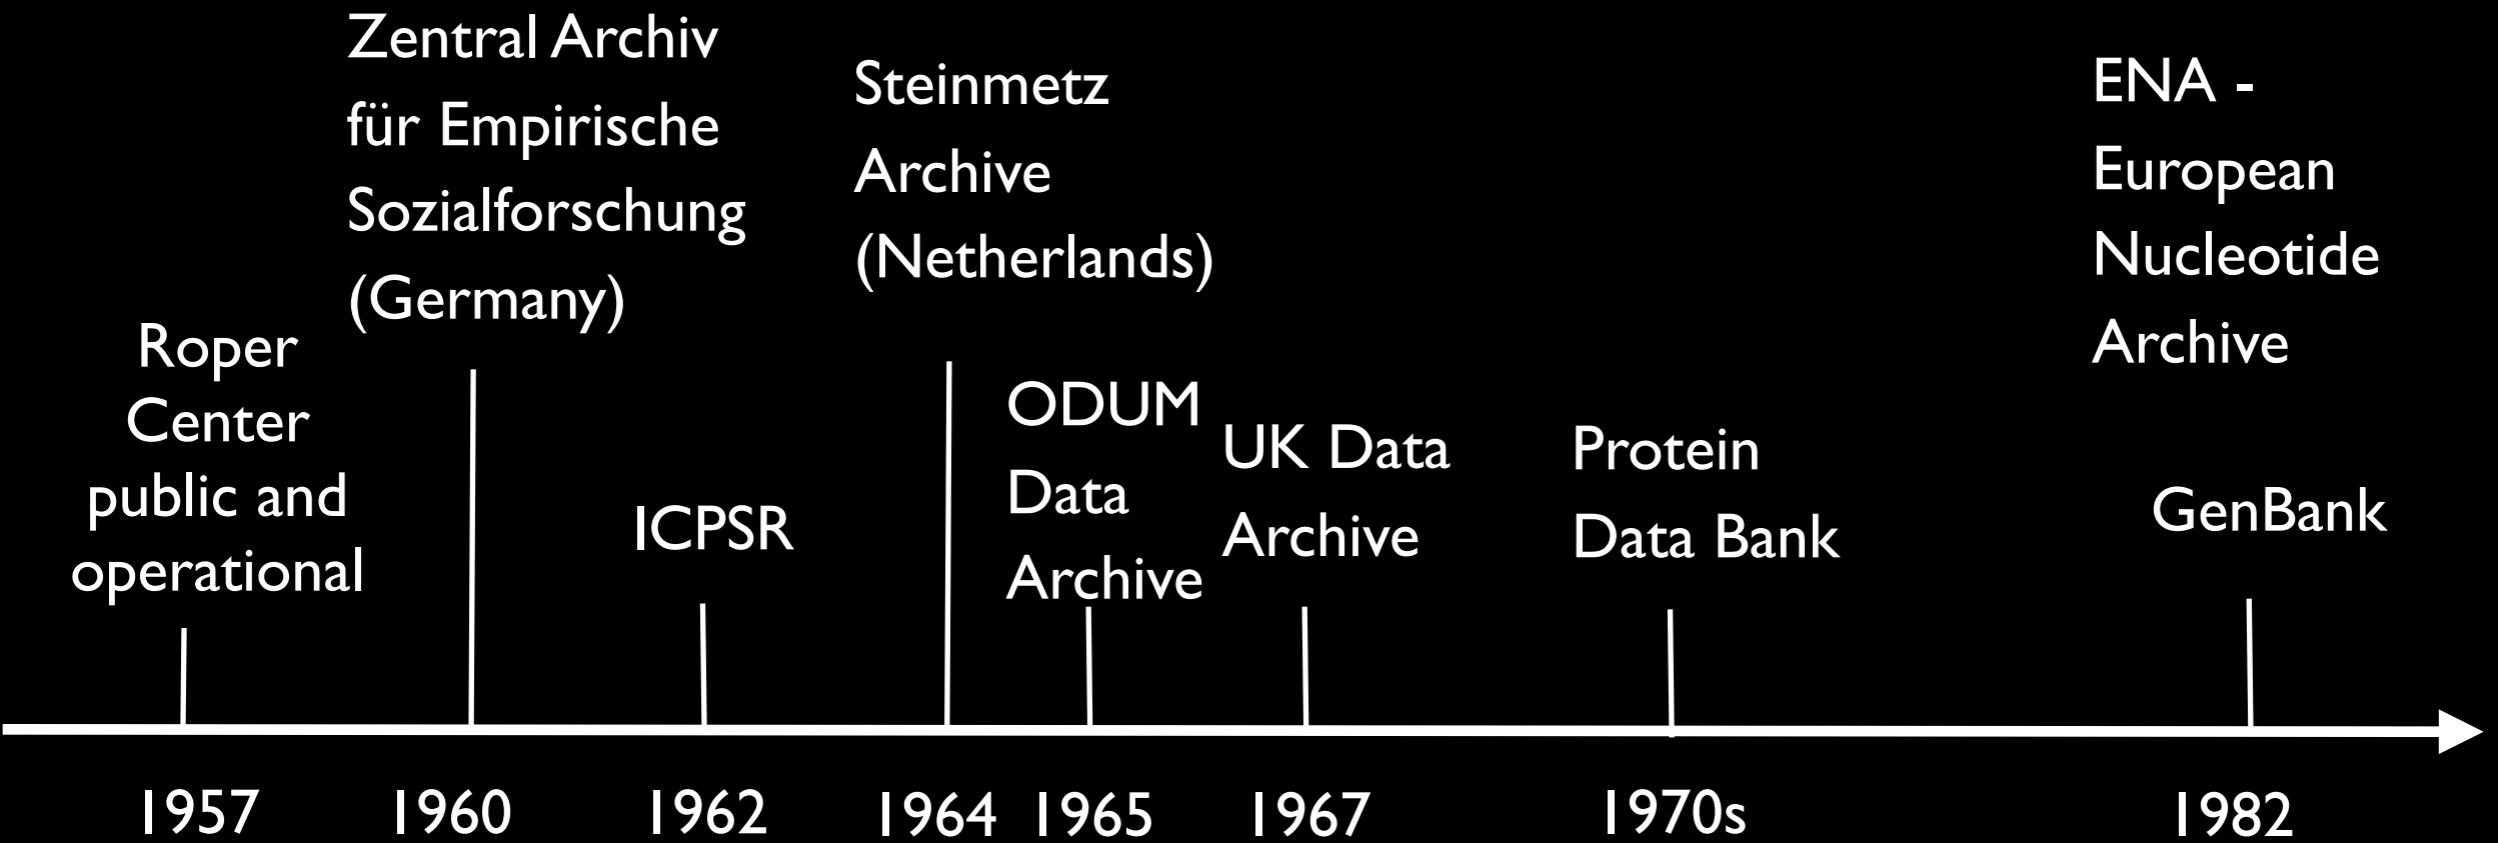 Zentral Archiv
für Empirische
Sozialforschung
(Germany)
Steinmetz
Archive
(Netherlands)
ENA -
European
Nucleotide
Archive
Roper
Center
public and
operational
ICPSR
ODUM
Data
Archive
UK Data
Archive
Protein
Data Bank
GenBank
1957
1960
1962
1964
1965
1967
1970s
1982